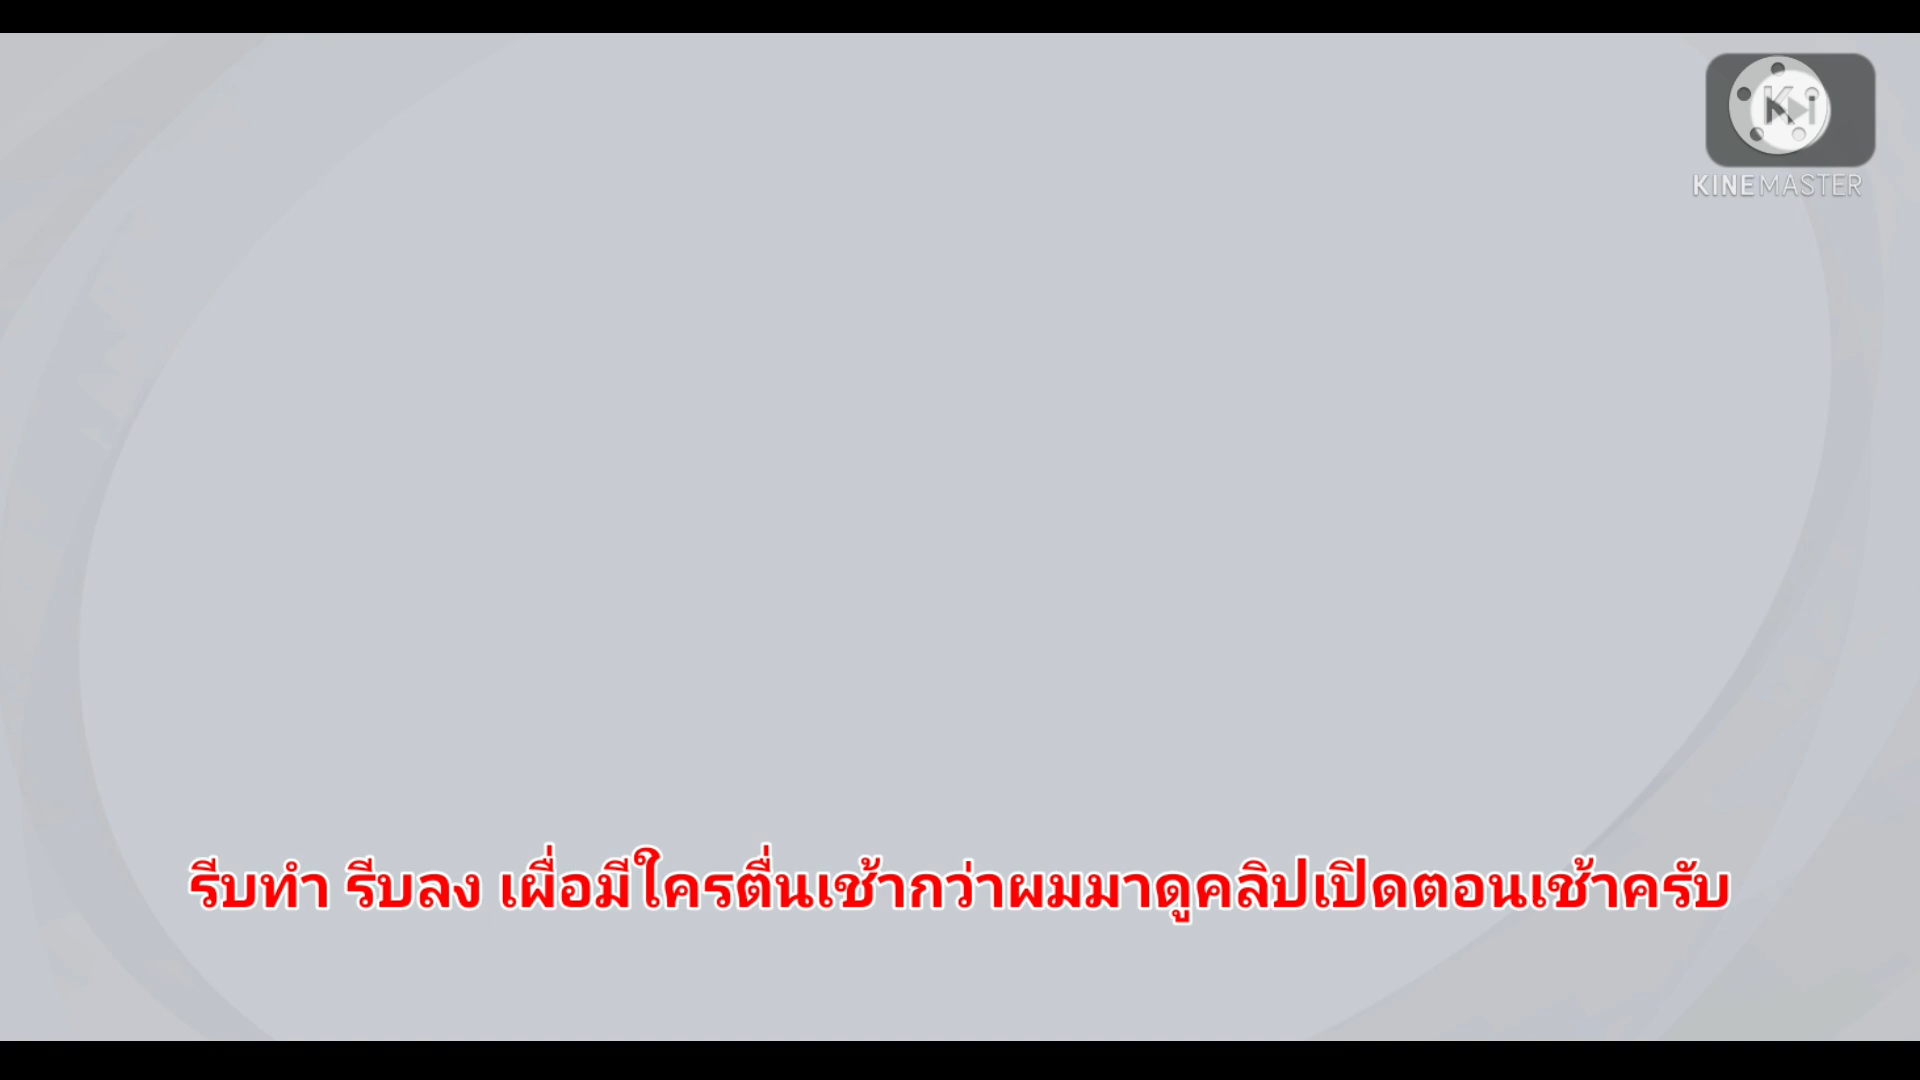 Ki
KINEMASTER
รีบทำ รีบลง เผื่อมีใครตื่นเช้ากว่าผมมาดูคลิปเปิดตอนเช้าครับ